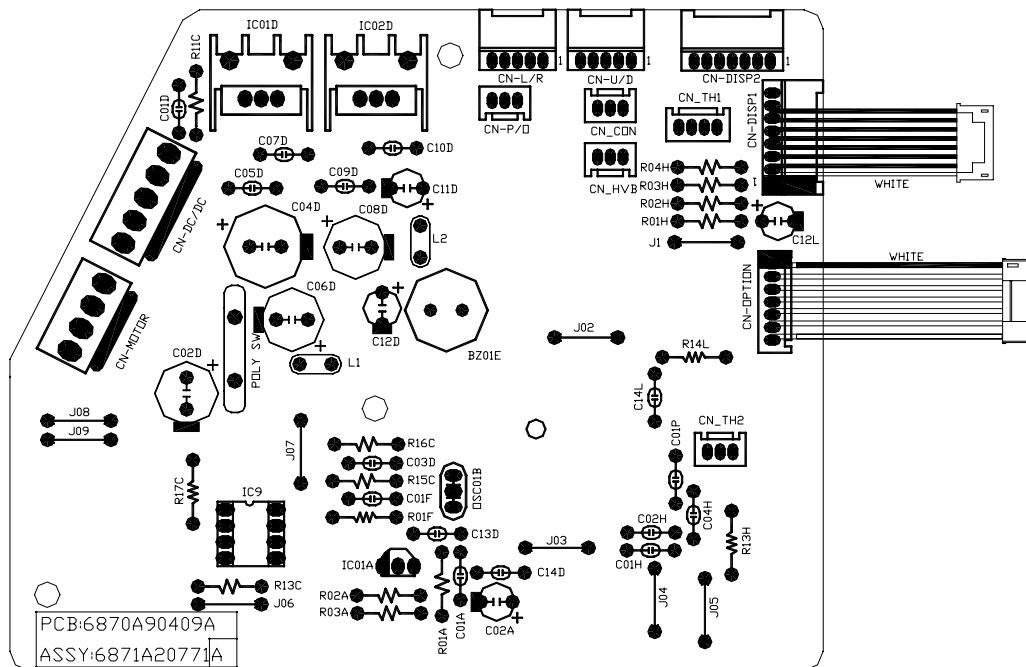 IC01D
IC02D
R11C
C01D
CN-L/R
1
CN-U/D
1
CN-DISP2
1
CN-P/O
CN_CON
CN_TH1
CN-DISP1
1
WHITE
CN_HVB
C07D
C10D
C05D
C09D
C11D
+
R04H
R03H
R02H
R01H
J1
+
C12L
CN-DC/DC
+
C04D
C08D
+
L2
WHITE
CN-OPTION
CN-MOTOR
C06D
+
POLY SW
+
C12D
BZ01E
J02
C02D
+
L1
R14L
C14L
J08
J09
J07
R16C
C03D
R15C
C01F
R01F
OSC01B
C01P
CN_TH2
R17C
IC9
C13D
C02H
C04H
R13H
C01H
J03
IC01A
C14D
R13C
J06
R02A
R03A
R01A
C01A
C02A
+
J04
J05
PCB:6870A90409A
ASSY:6871A20771A